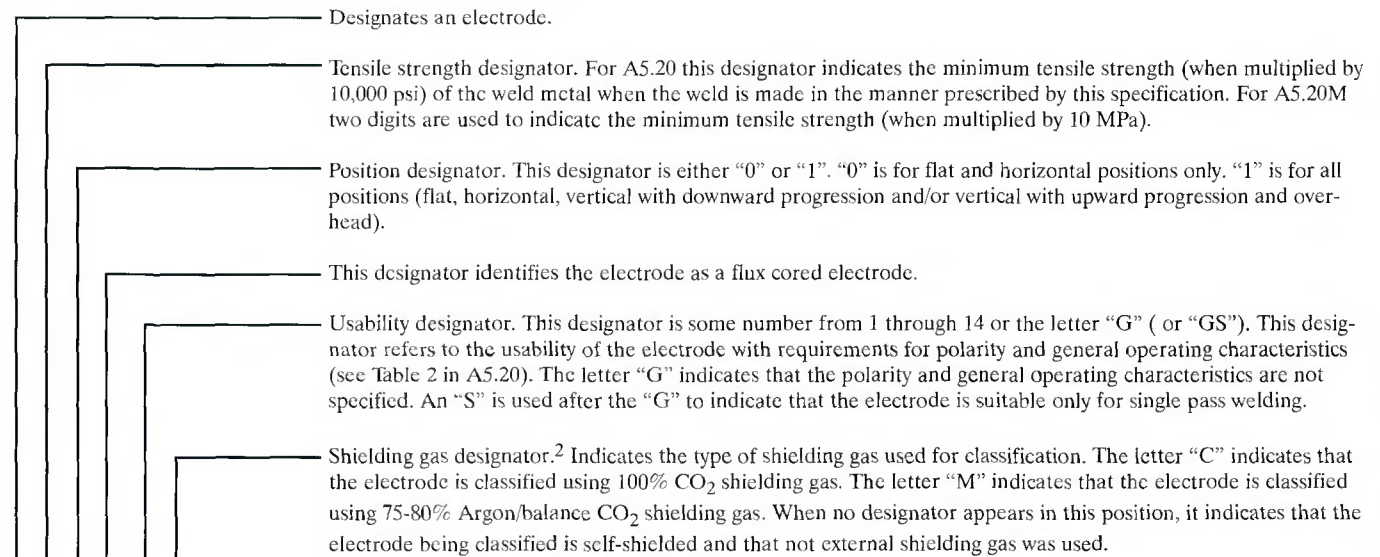 Designates an electrode.
Tensile strength designator. For A5.20 this designator indicates the minimum tensile strength (when multiplied by
10,000 psi) of the weld metal when the weld is made in the manner prescribed by this specification. For A5.20M
two digits are used to indicate the minimum tensile strength (when multiplied by 10 MPa).
Position designator. This designator is either “0” or “1”. “0” is for flat and horizontal positions only. “1” is for all
positions (flat, horizontal, vertical with downward progression and/or vertical with upward progression and over-
head).
This designator identifies the electrode as a flux cored electrode.
Usability designator. This designator is some number from 1 through 14 or the letter “G” ( or “GS”). This desig-
nator refers to the usability of the electrode with requirements for polarity and general operating characteristics
(see Table 2 in A5.20). The letter “G” indicates that the polarity and general operating characteristics are not
specified. An “S” is used after the “G” to indicate that the electrode is suitable only for single pass welding.
Shielding gas designator.² Indicates the type of shielding gas used for classification. The letter “C” indicates that
the electrode is classified using 100% CO₂ shielding gas. The letter “M” indicates that the electrode is classified
using 75-80% Argon/balance CO₂ shielding gas. When no designator appears in this position, it indicates that the
electrode being classified is self-shielded and that not external shielding gas was used.